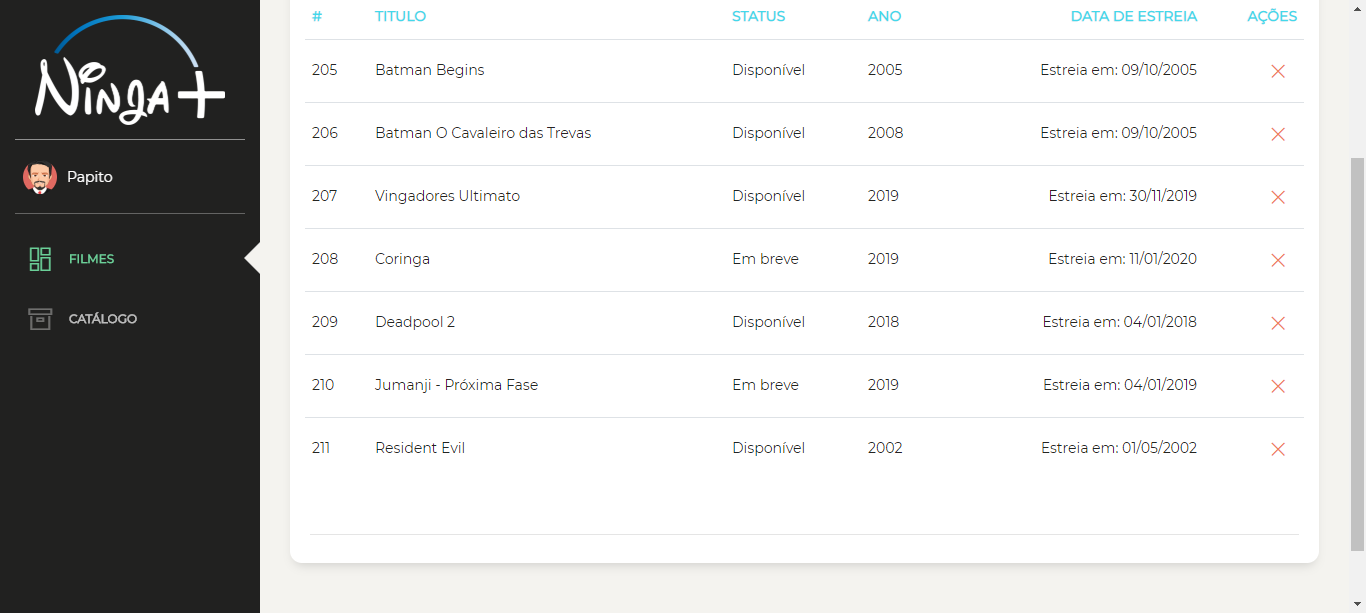 Ninja+
Papito
FILMES
CATÁLOGO
# TITULO STATUS ANO DATA DE ESTREIA AÇÕES
205 Batman Begins Disponível 2005 Estreia em: 09/10/2005
206 Batman O Cavaleiro das Trevas Disponível 2008 Estreia em: 09/10/2005
207 Vingadores Ultimato Disponível 2019 Estreia em: 30/11/2019
208 Coringa Em breve 2019 Estreia em: 11/01/2020
209 Deadpool 2 Disponível 2018 Estreia em: 04/01/2018
210 Jumanji - Próxima Fase Em breve 2019 Estreia em: 04/01/2019
211 Resident Evil Disponível 2002 Estreia em: 01/05/2002